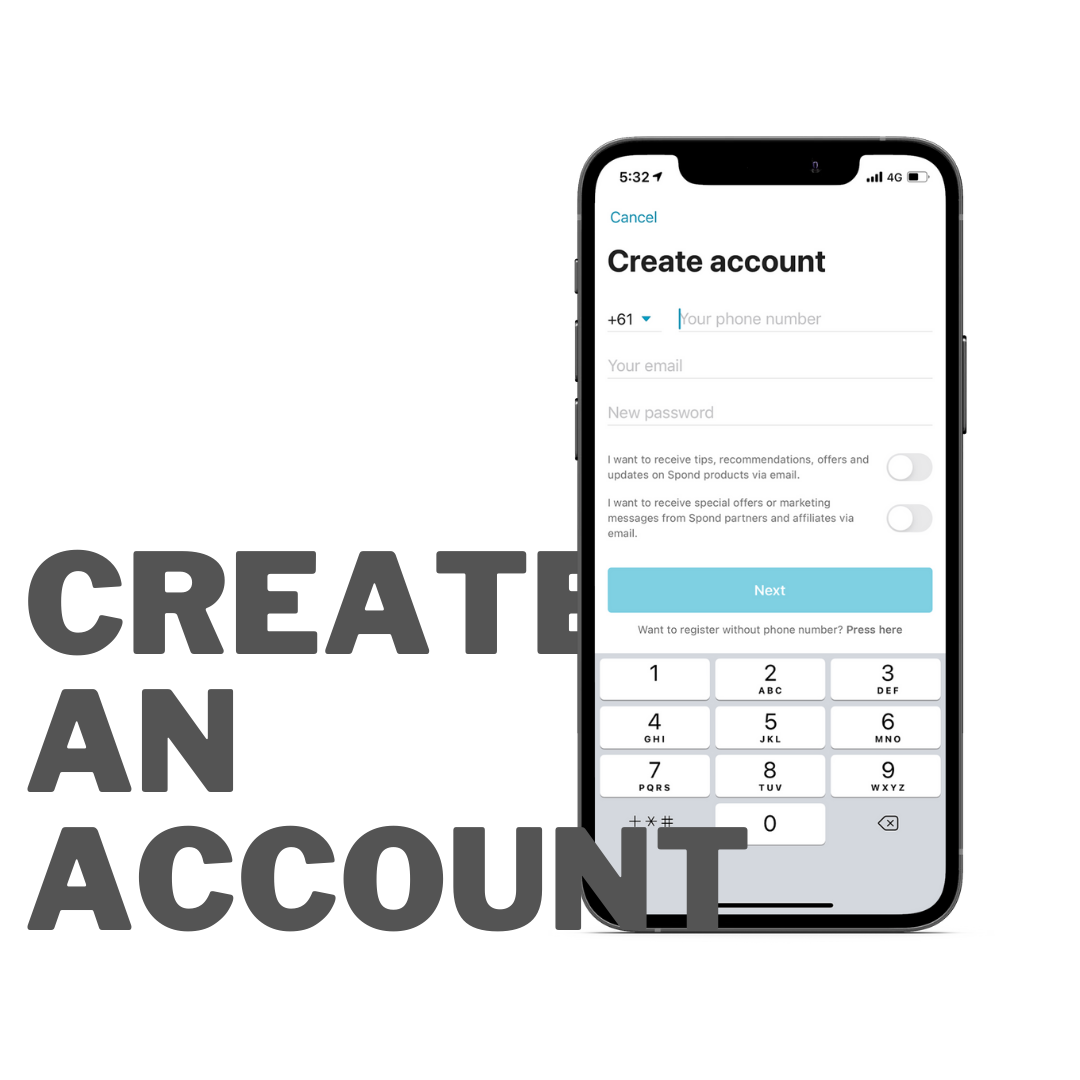 5:32
4G
Cancel
Create account
+61
Your phone number
Your email
New password
I want to receive tips, recommendations, offers and
updates on Spond products via email.
I want to receive special offers or marketing
messages from Spond partners and affiliates via
email.
Next
Want to register without phone number? Press here
1
2
ABC
3
DEF
4
GHI
5
JKL
6
MNO
7
PQRS
8
TUV
9
WXYZ
+*#
0
CREATE
AN
ACCOUNT